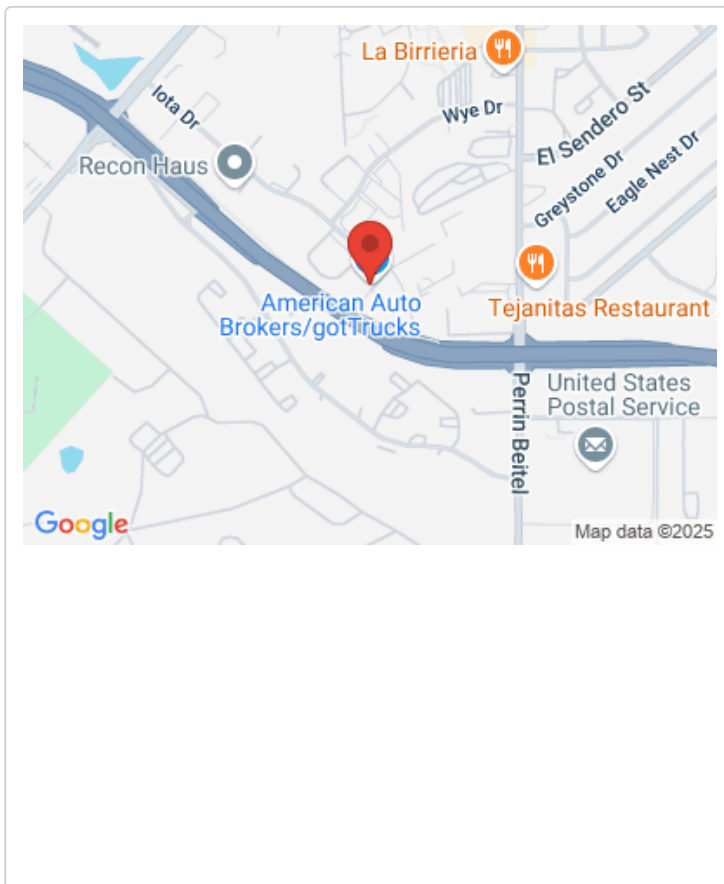 La Birrieria
Iota Dr
Wye Dr
El Sendero St
Recon Haus
Greystone Dr
Eagle Nest Dr
American Auto
Brokers/gotTrucks
Tejanitas Restaurant
Perrin Beitel
United States
Postal Service
Google
Map data ©2025